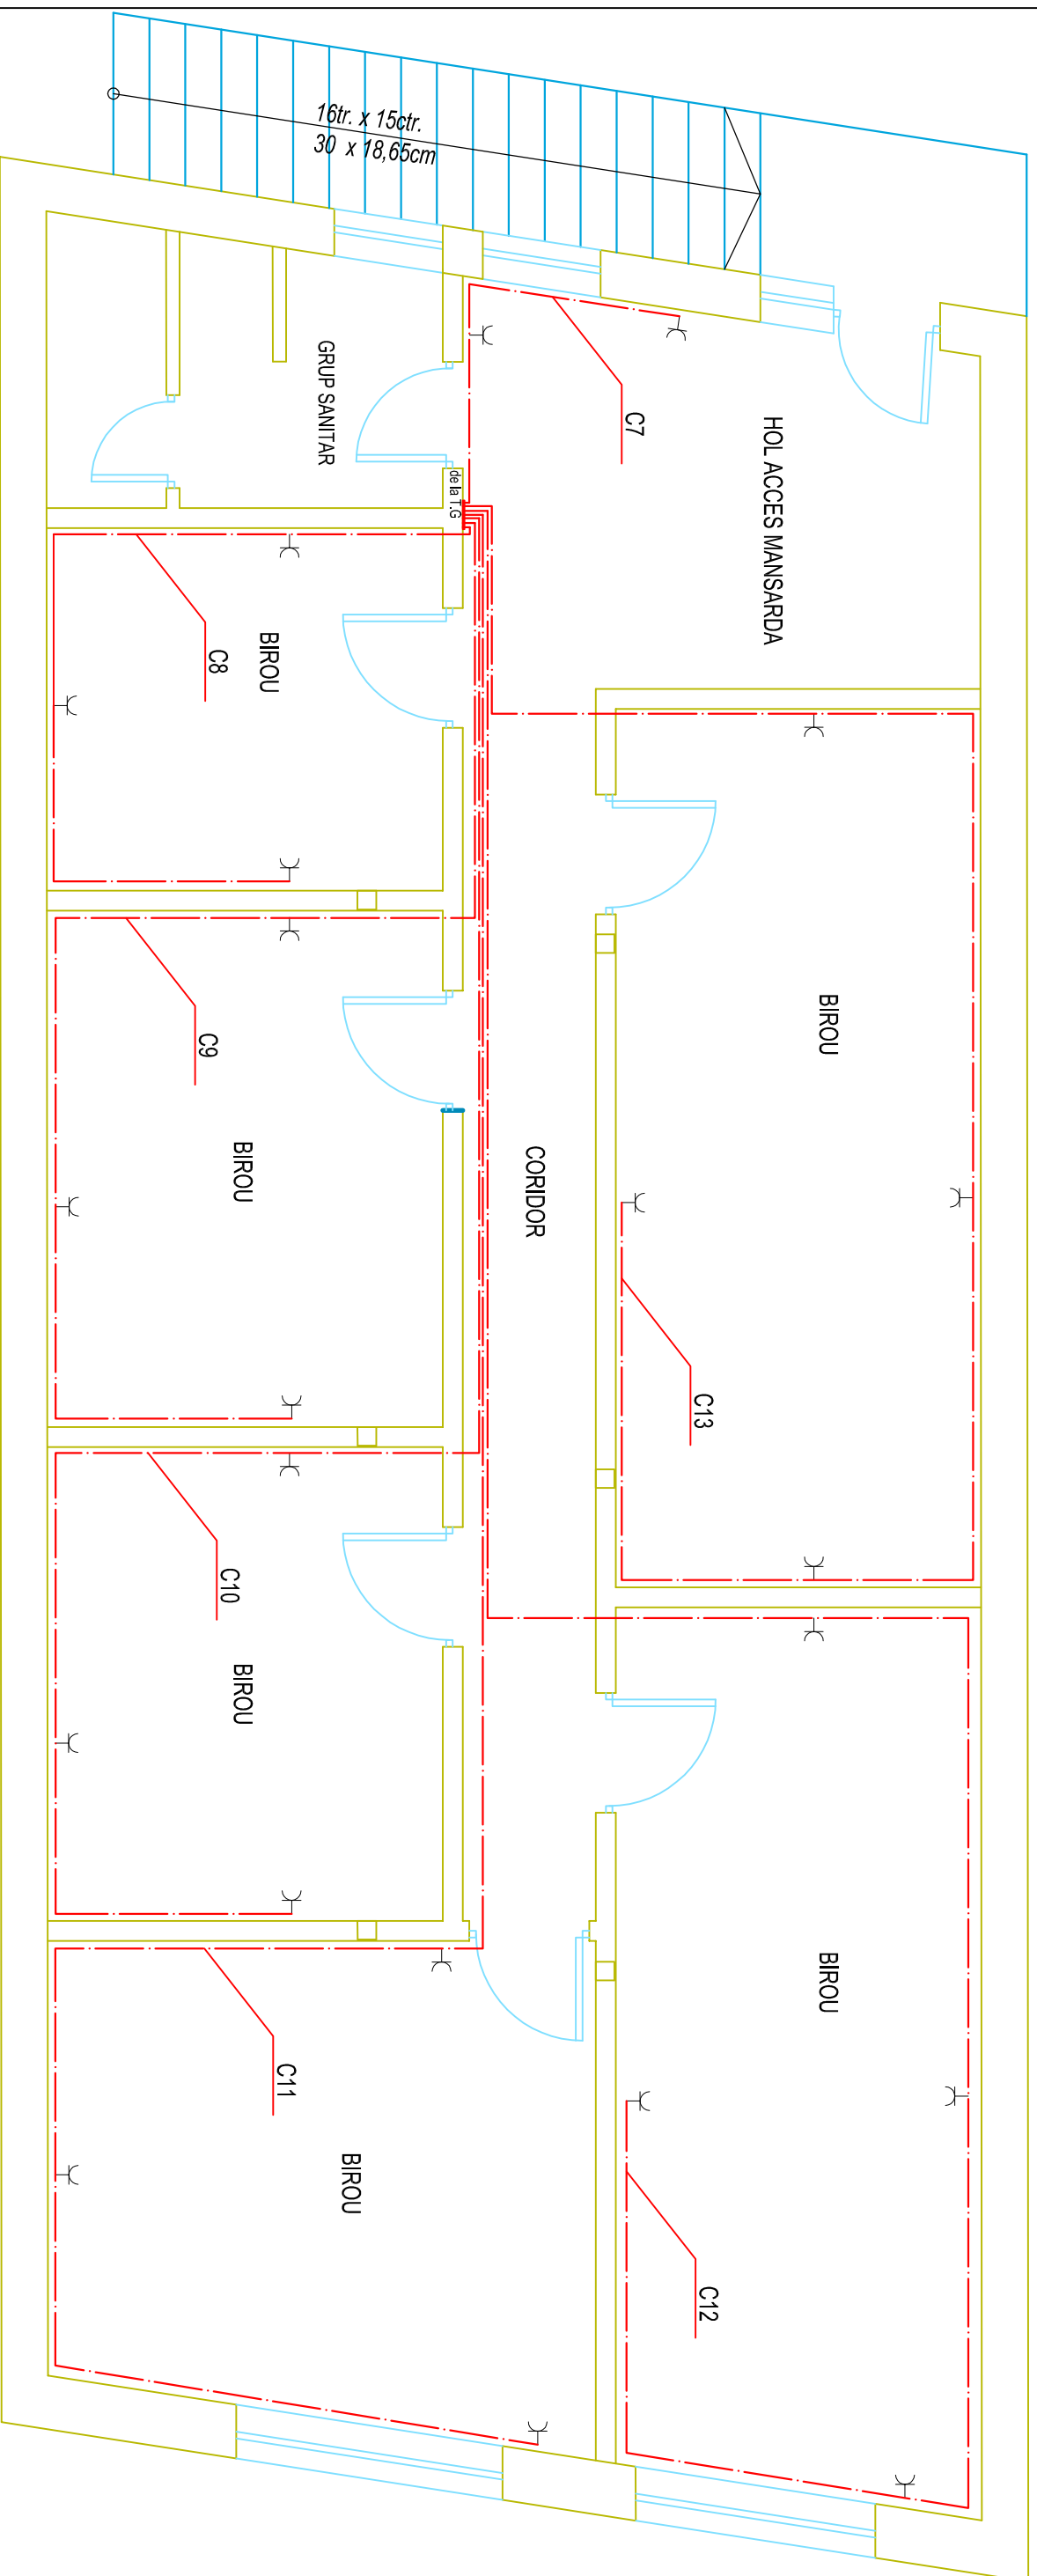 16tr. x 15ctr.
30 x 18,65cm
GRUP SANITAR
HOL ACCES MANSARDA
C7
de la T.G
C8
BIROU
BIROU
C9
BIROU
CORIDOR
C13
C10
BIROU
BIROU
C11
BIROU
C12